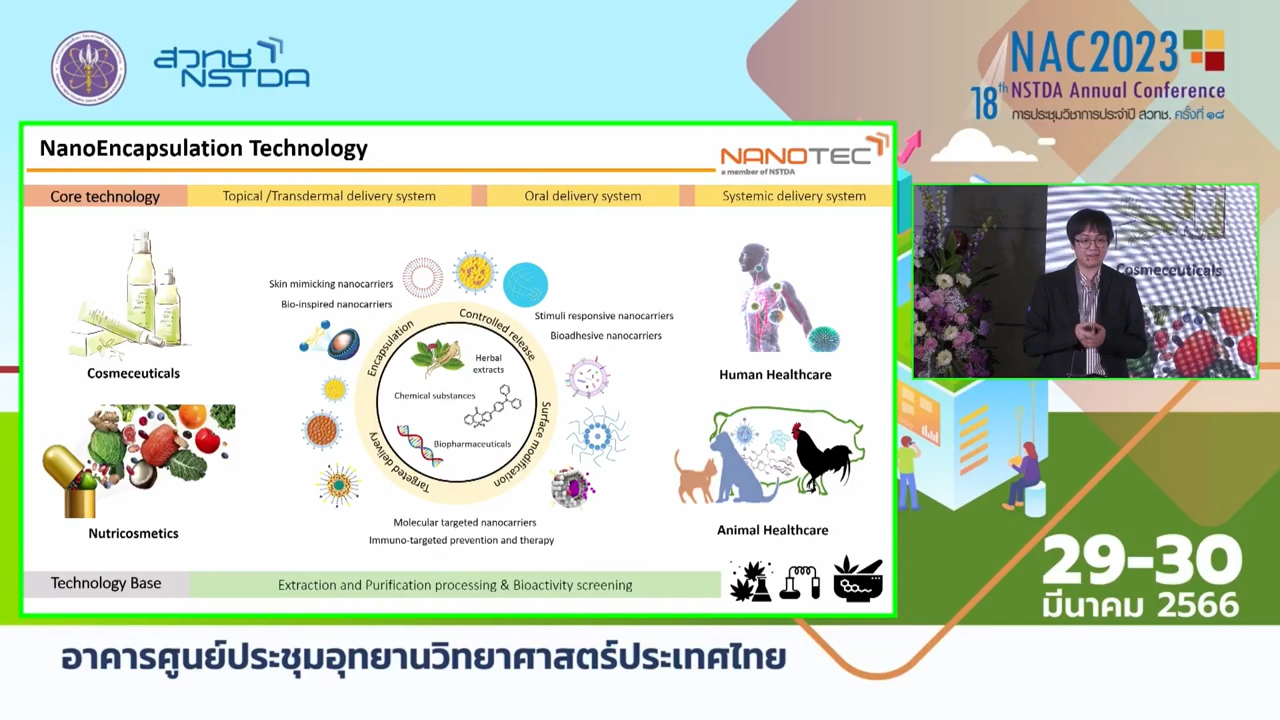 สวทช
NSTDA
NAC2023
18th NSTDA Annual Conference
การประชุมวิชาการประจำปี สวทช. ครั้งที่ ๑๘
NanoEncapsulation Technology
NANOTEC
a member of NSTDA
Core technology
Topical /Transdermal delivery system
Oral delivery system
Systemic delivery system
Cosmeceuticals
Nutricosmetics
Skin mimicking nanocarriers
Bio-inspired nanocarriers
Stimuli responsive nanocarriers
Bioadhesive nanocarriers
Encapsulation
Controlled release
Surface modification
Targeted delivery
Herbal
extracts
Chemical substances
Biopharmaceuticals
Molecular targeted nanocarriers
Immuno-targeted prevention and therapy
Human Healthcare
Animal Healthcare
Technology Base
Extraction and Purification processing & Bioactivity screening
Cosmeceuticals
29-30
มีนาคม 2566
อาคารศูนย์ประชุมอุทยานวิทยาศาสตร์ประเทศไทย